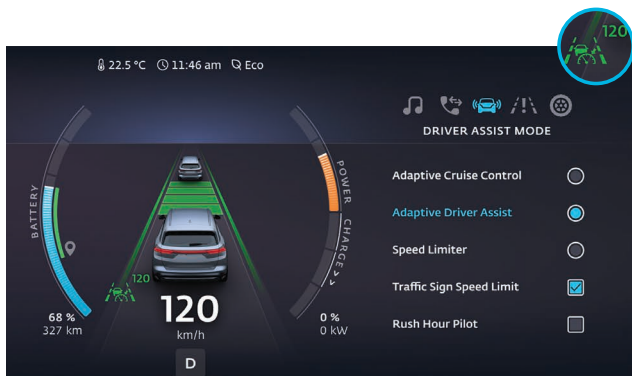 120
22.5 °C 11:46 am Eco
DRIVER ASSIST MODE
BATTERY
POWER
CHARGE
Adaptive Cruise Control
Adaptive Driver Assist
Speed Limiter
Traffic Sign Speed Limit
Rush Hour Pilot
120
120
km/h
68 %
327 km
0 %
0 kW
D